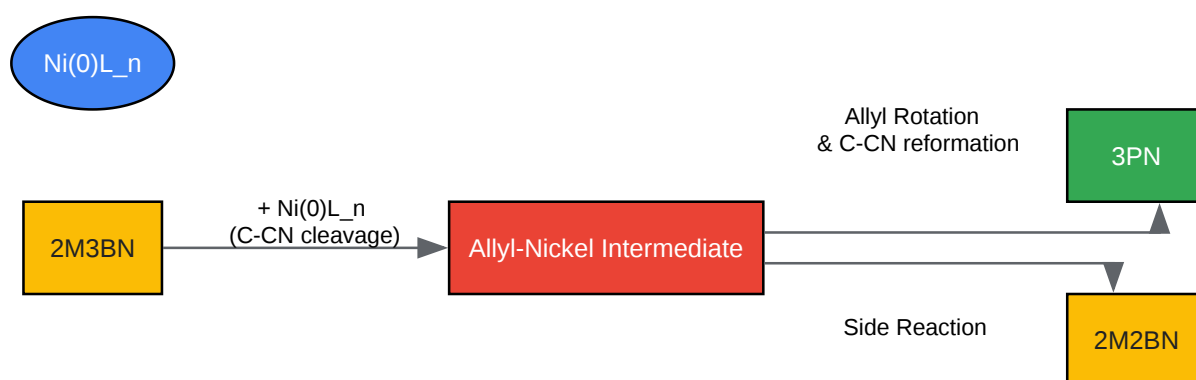 Ni(0)L_n
2M3BN
+ Ni(0)L_n
(C-CN cleavage)
Allyl-Nickel Intermediate
Allyl Rotation
& C-CN reformation
3PN
Side Reaction
2M2BN